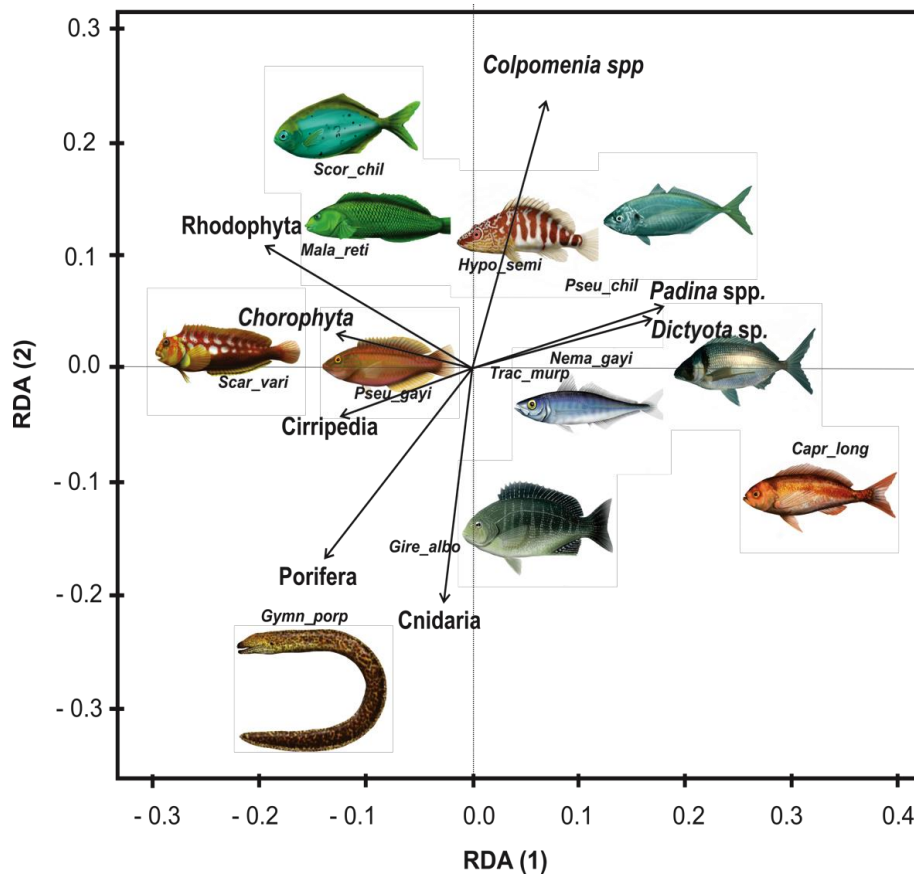 0.3
0.2
0.1
0.0
- 0.1
- 0.2
- 0.3
RDA (2)
Colpomenia spp
Scor_chil
Rhodophyta
Mala_reti
Hypo_semi
Pseu_chil
Padina spp.
Chorophyta
Dictyota sp.
Nema_gayi
Scar_vari
Pseu_gayi
Trac_murp
Cirripedia
Capr_long
Gire_albo
Porifera
Cnidaria
Gymn_porp
- 0.3
- 0.2
- 0.1
0.0
0.1
0.2
0.3
0.4
RDA (1)